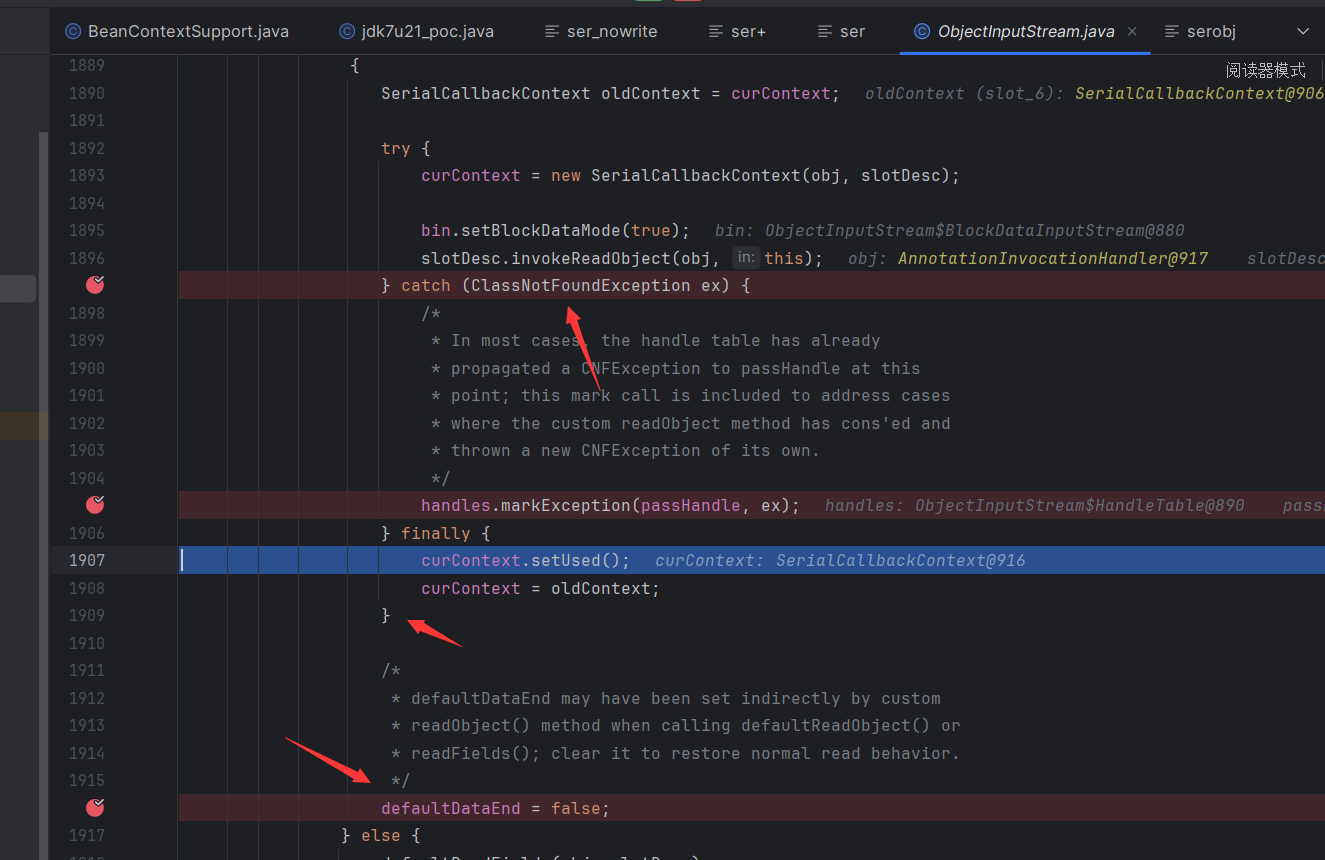 BeanContextSupport.java jdk7u21_poc.java ser_nowrite ser+ ser ObjectInputStream.java serobj
阅读器模式
1889 {
1890 SerialCallbackContext oldContext = curContext; oldContext (slot_6): SerialCallbackContext@906
1891
1892 try {
1893 curContext = new SerialCallbackContext(obj, slotDesc);
1894
1895 bin.setBlockDataMode(true); bin: ObjectInputStream$BlockDataInputStream@880
1896 slotDesc.invokeReadObject(obj, in: this); obj: AnnotationInvocationHandler@917 slotDesc
} catch (ClassNotFoundException ex) {
1898 /*
1899 * In most cases, the handle table has already
1900 * propagated a CNFException to passHandle at this
1901 * point; this mark call is included to address cases
1902 * where the custom readObject method has cons'ed and
1903 * thrown a new CNFException of its own.
1904 */
handles.markException(passHandle, ex); handles: ObjectInputStream$HandleTable@890 pass
1906 } finally {
1907 curContext.setUsed(); curContext: SerialCallbackContext@916
1908 curContext = oldContext;
1909 }
1910
1911 /*
1912 * defaultDataEnd may have been set indirectly by custom
1913 * readObject() method when calling defaultReadObject() or
1914 * readFields(); clear it to restore normal read behavior.
1915 */
defaultDataEnd = false;
1917 } else {